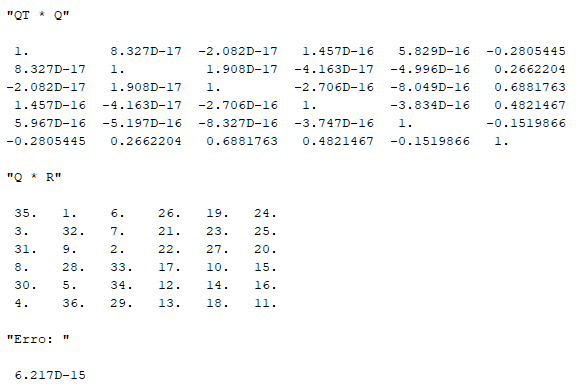 "QT * Q"
1. 8.327D-17 -2.082D-17 1.457D-16 5.829D-16 -0.2805445
8.327D-17 1. 1.908D-17 -4.163D-17 -4.996D-16 0.2662204
-2.082D-17 1.908D-17 1. -2.706D-16 -8.049D-16 0.6881763
1.457D-16 -4.163D-17 -2.706D-16 1. -3.834D-16 0.4821467
5.967D-16 -5.197D-16 -8.327D-16 -3.747D-16 1. -0.1519866
-0.2805445 0.2662204 0.6881763 0.4821467 -0.1519866 1.
"Q * R"
35. 1. 6. 26. 19. 24.
3. 32. 7. 21. 23. 25.
31. 9. 2. 22. 27. 20.
8. 28. 33. 17. 10. 15.
30. 5. 34. 12. 14. 16.
4. 36. 29. 13. 18. 11.
"Erro: "
6.217D-15